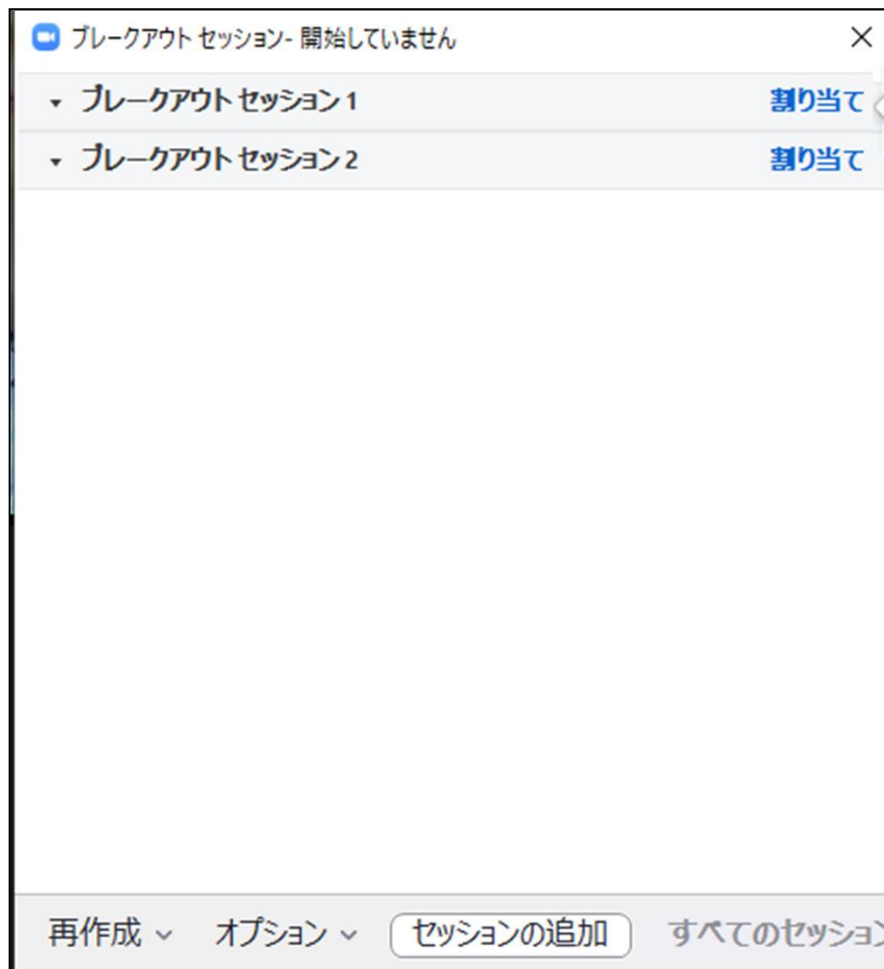 ブレークアウト セッション- 開始していません
ブレークアウト セッション 1 割り当て
ブレークアウト セッション 2 割り当て
再作成 オプション セッションの追加 すべてのセッション